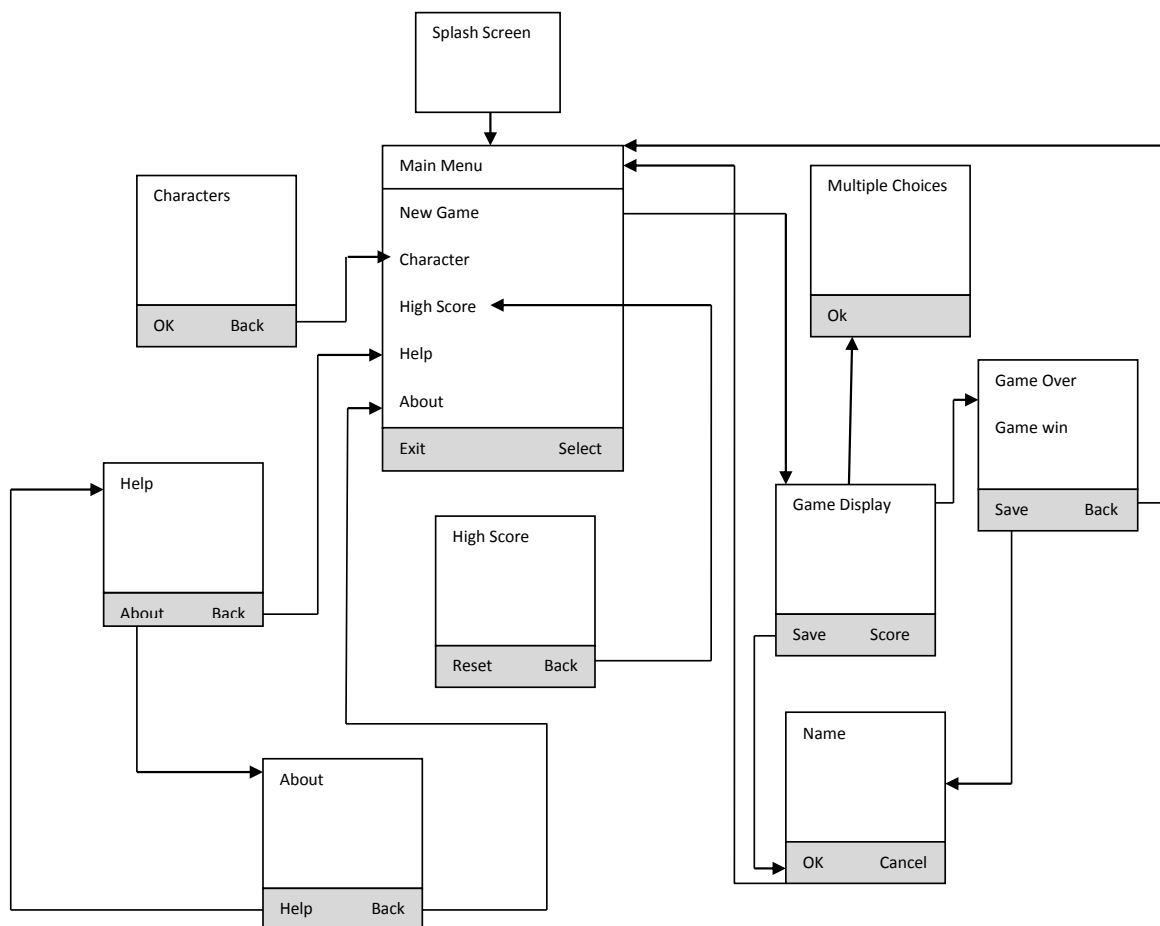 Splash Screen
Main Menu
New Game
Character
High Score
Help
About
Exit Select
Characters
OK Back
Multiple Choices
Ok
Game Over
Game win
Save Back
Help
About Back
High Score
Reset Back
Game Display
Save Score
Name
OK Cancel
About
Help Back